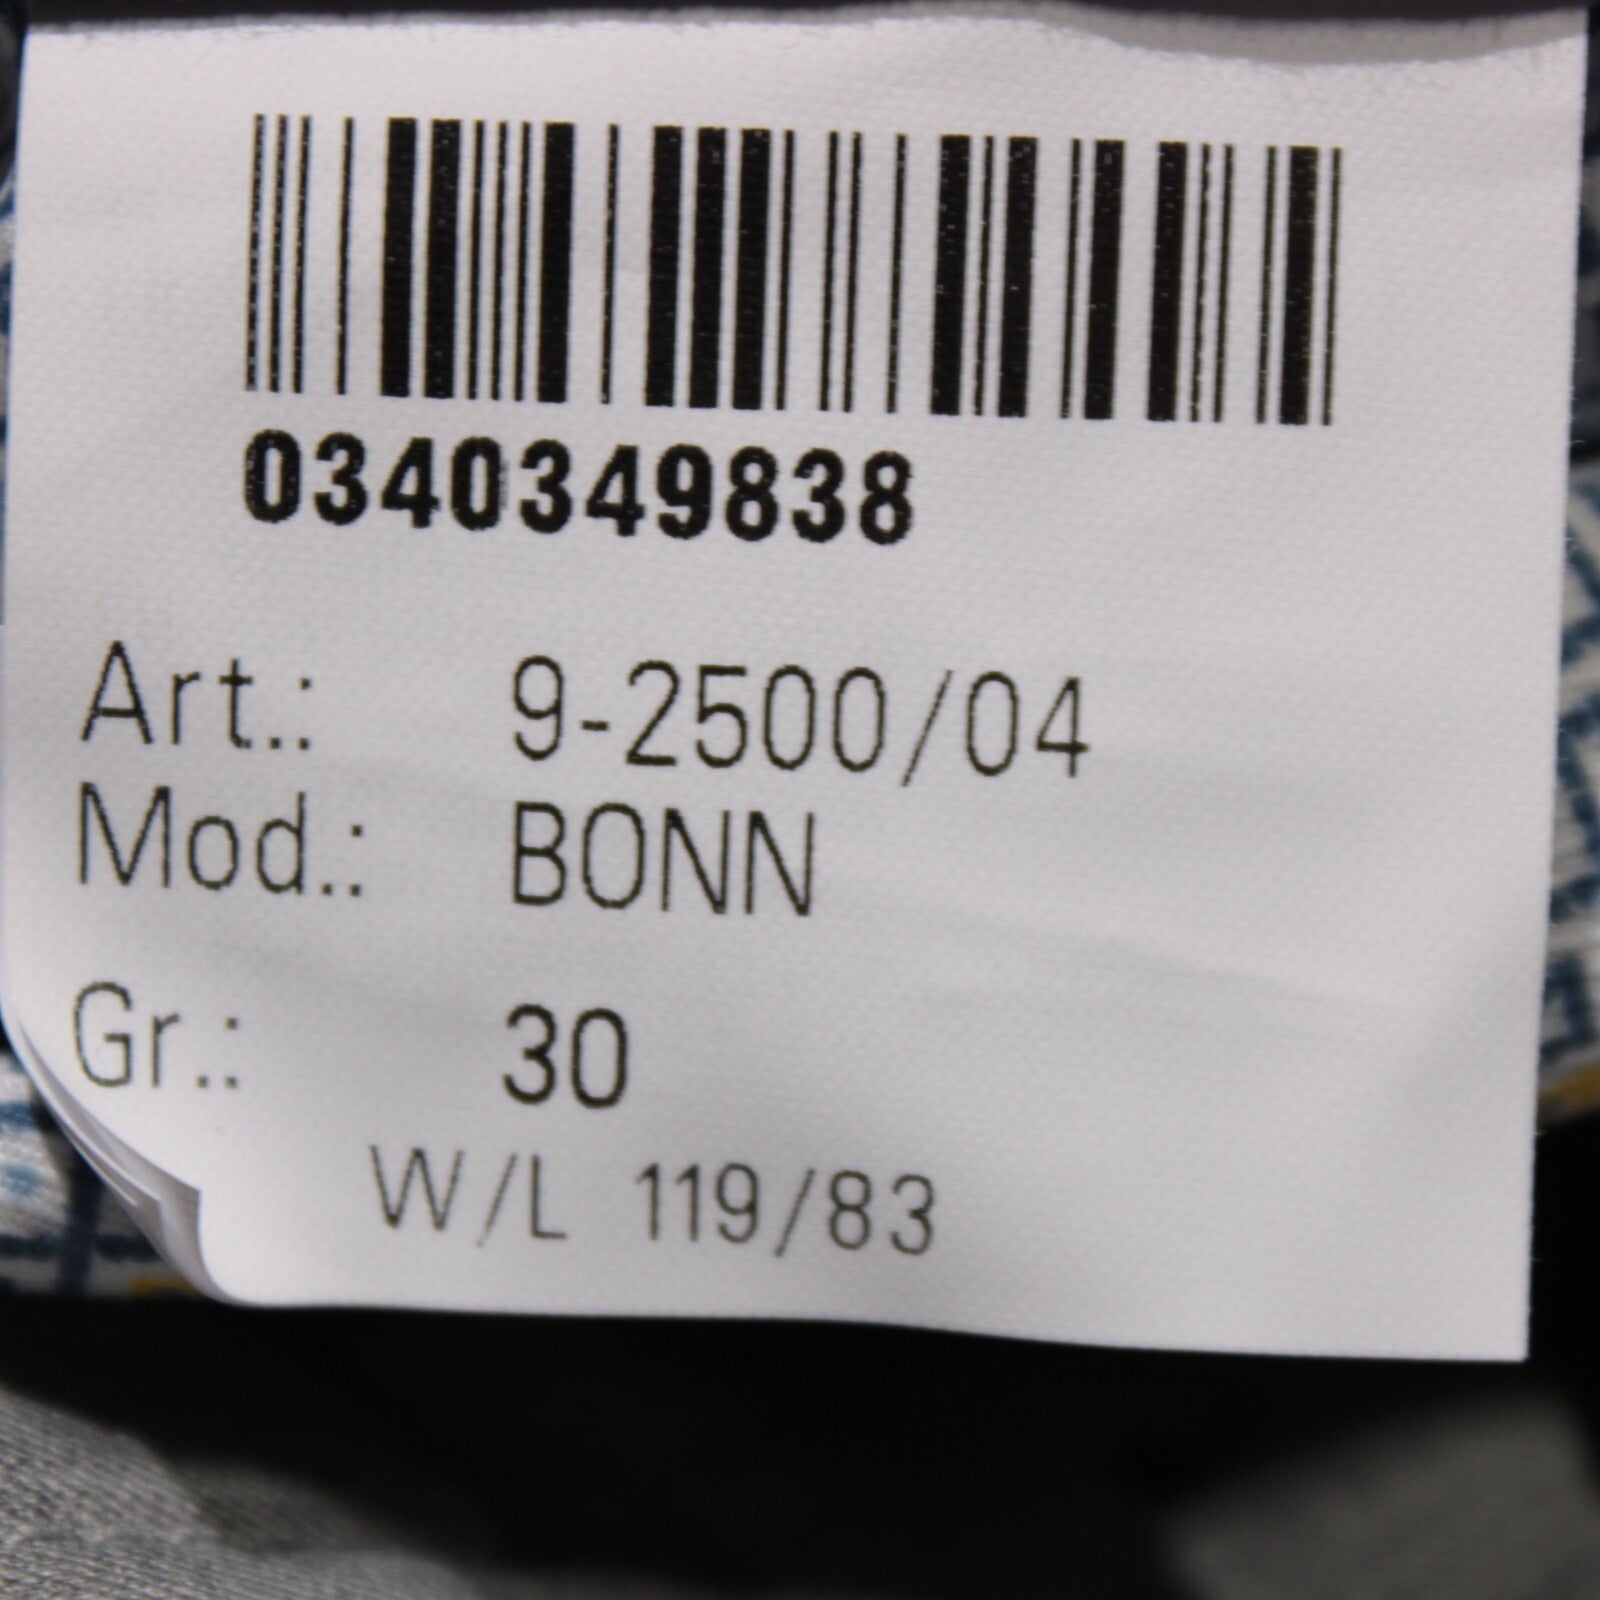 0340349838
Art.: 9-2500/04
Mod.: BONN
Gr.: 30
W/L 119/83